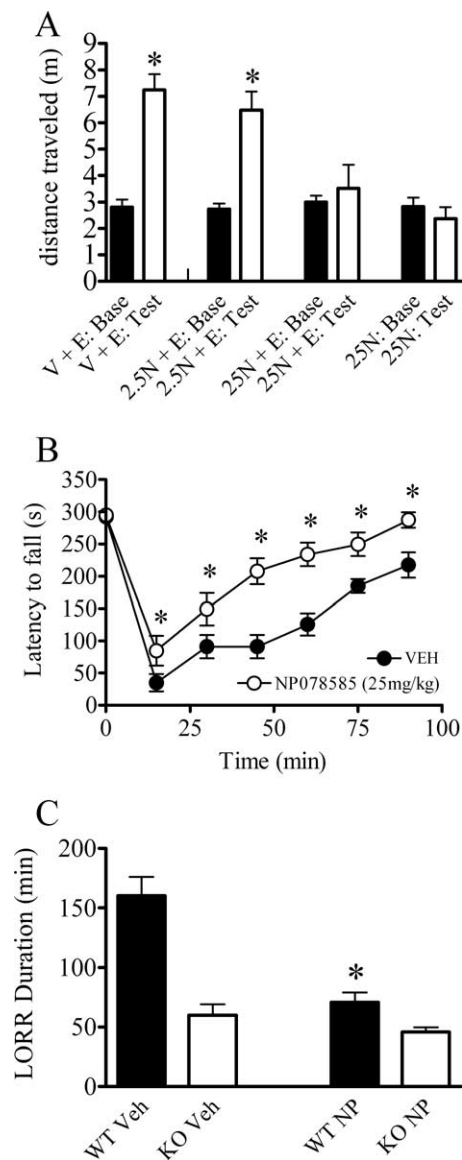 A
distance traveled (m)
9
8
7
6
5
4
3
2
1
0
*
*
V + E: Base
V + E: Test
2.5N + E: Base
2.5N + E: Test
25N + E: Base
25N + E: Test
25N: Base
25N: Test
B
Latency to fall (s)
350
300
250
200
150
100
50
0
*
*
*
*
*
*
VEH
NP078585 (25mg/kg)
0
25
50
75
100
Time (min)
C
LORR Duration (min)
200
150
100
50
0
*
WT Veh
KO Veh
WT NP
KO NP